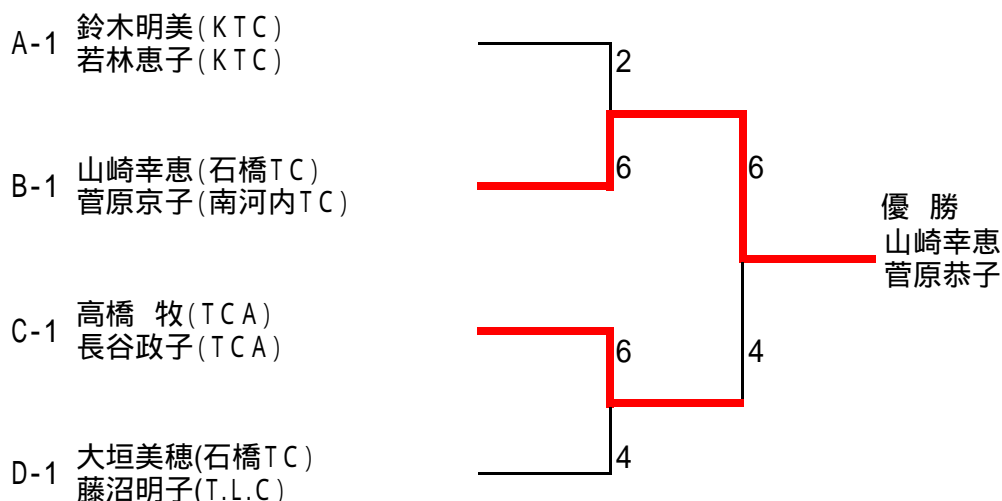 A-1 鈴木明美(KTC)
若林恵子(KTC)
2
B-1 山崎幸恵(石橋TC)
菅原京子(南河内TC)
6
6
優 勝
山崎幸恵
菅原恭子
C-1 高橋 牧(TCA)
長谷政子(TCA)
6
4
D-1 大垣美穂(石橋TC)
藤沼明子(T.L.C)
4